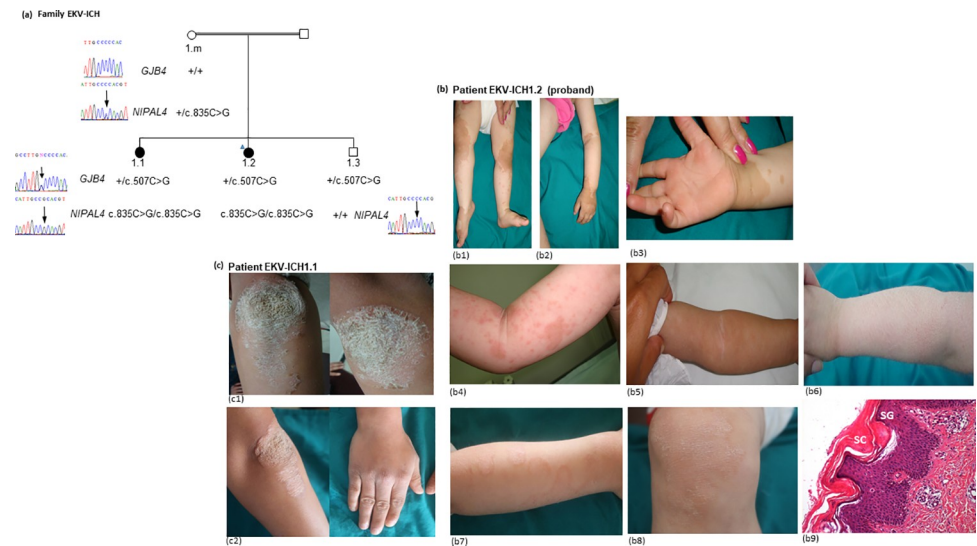 (a) Family EKV-ICH
T T G C C C C C A C
1.m
GJB4 +/+
A T T G C C C C A C G T
NIPAL4 +/c.835C>G
1.1 1.2 1.3
GJB4 +/c.507C>G +/c.507C>G +/c.507C>G
NIPAL4 c.835C>G/c.835C>G c.835C>G/c.835C>G +/+ NIPAL4
(b) Patient EKV-ICH1.2 (proband)
(b1) (b2) (b3)
(c) Patient EKV-ICH1.1
(c1)
(b4) (b5) (b6)
SG
SC
(c2) (b7) (b8) (b9)